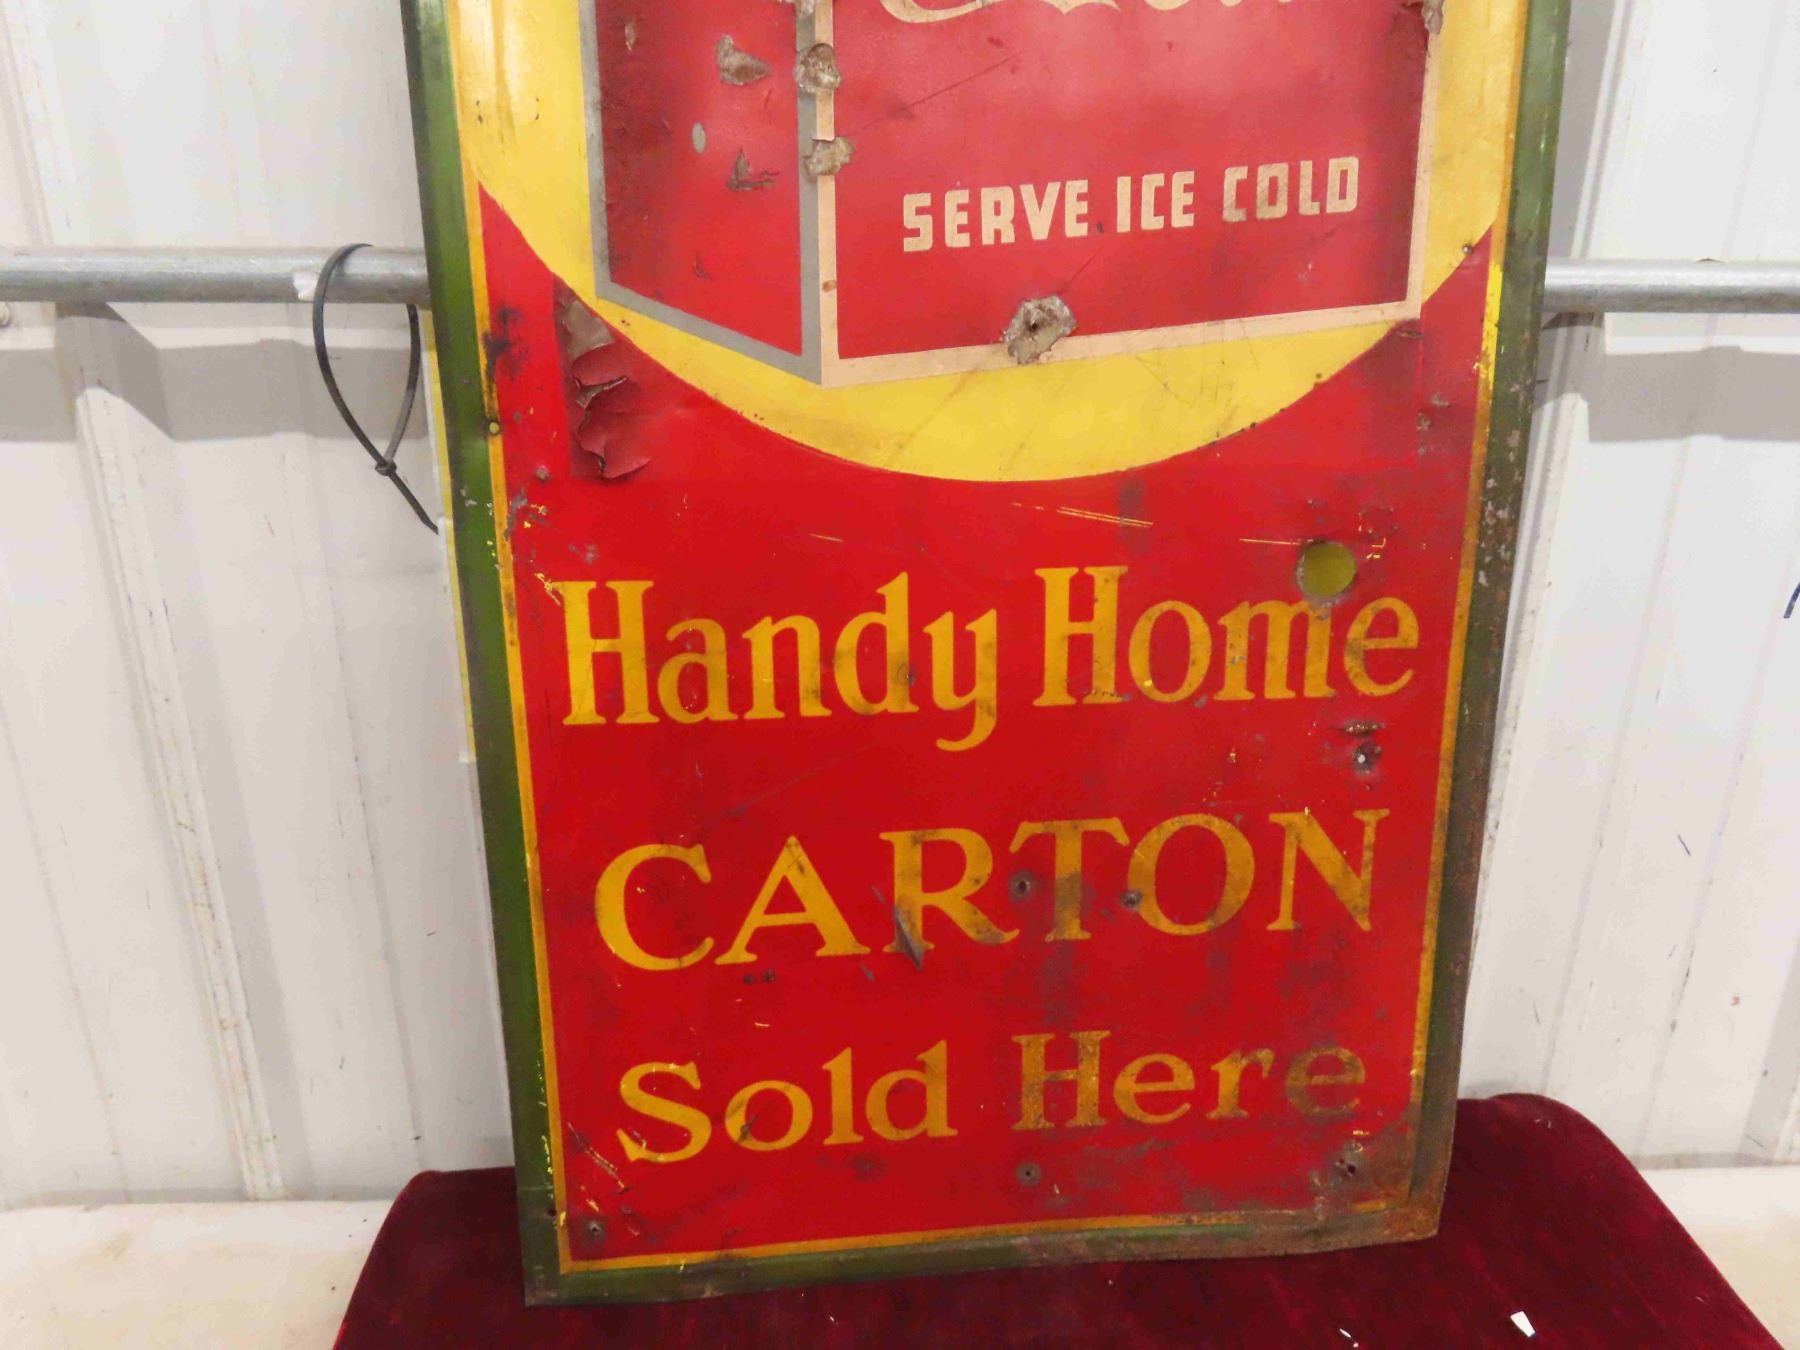 SERVE ICE COLD
Handy Home
CARTON
Sold Here